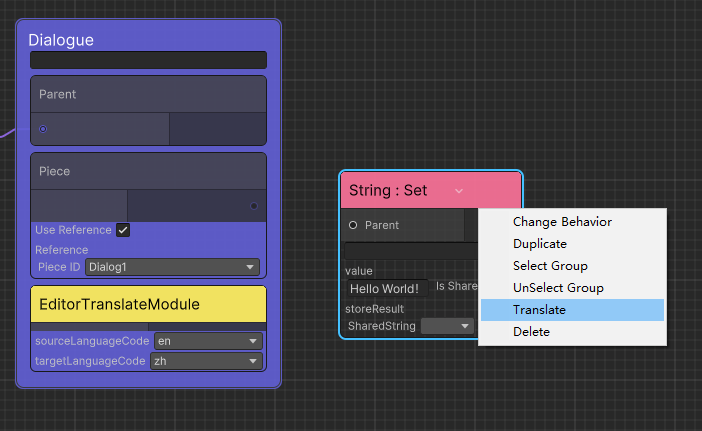 Dialogue
Parent
Piece
Use Reference
Reference
Piece ID Dialog1
EditorTranslateModule
sourceLanguageCode en
targetLanguageCode zh
String : Set
Parent
value
Hello World! Is Share
storeResult
SharedString
Change Behavior
Duplicate
Select Group
UnSelect Group
Translate
Delete